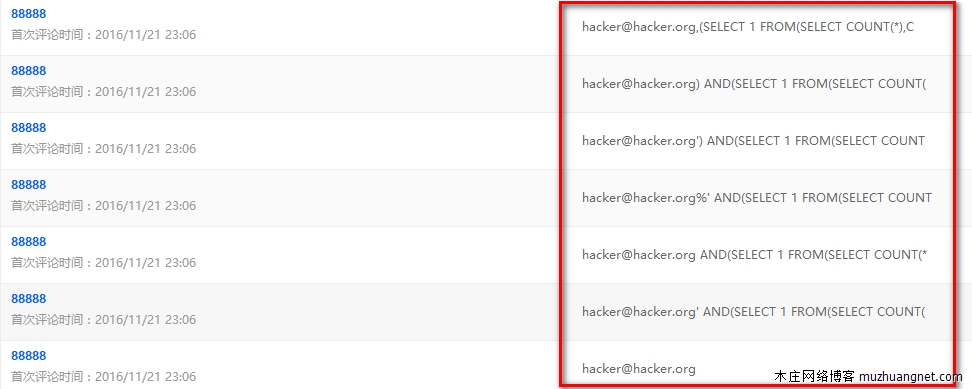 88888
首次评论时间：2016/11/21 23:06
hacker@hacker.org,(SELECT 1 FROM(SELECT COUNT(*),C
88888
首次评论时间：2016/11/21 23:06
hacker@hacker.org) AND(SELECT 1 FROM(SELECT COUNT(
88888
首次评论时间：2016/11/21 23:06
hacker@hacker.org') AND(SELECT 1 FROM(SELECT COUNT
88888
首次评论时间：2016/11/21 23:06
hacker@hacker.org%' AND(SELECT 1 FROM(SELECT COUNT
88888
首次评论时间：2016/11/21 23:06
hacker@hacker.org AND(SELECT 1 FROM(SELECT COUNT(*
88888
首次评论时间：2016/11/21 23:06
hacker@hacker.org' AND(SELECT 1 FROM(SELECT COUNT(
88888
首次评论时间：2016/11/21 23:06
hacker@hacker.org
木庄网络博客 muzhuangnet.com